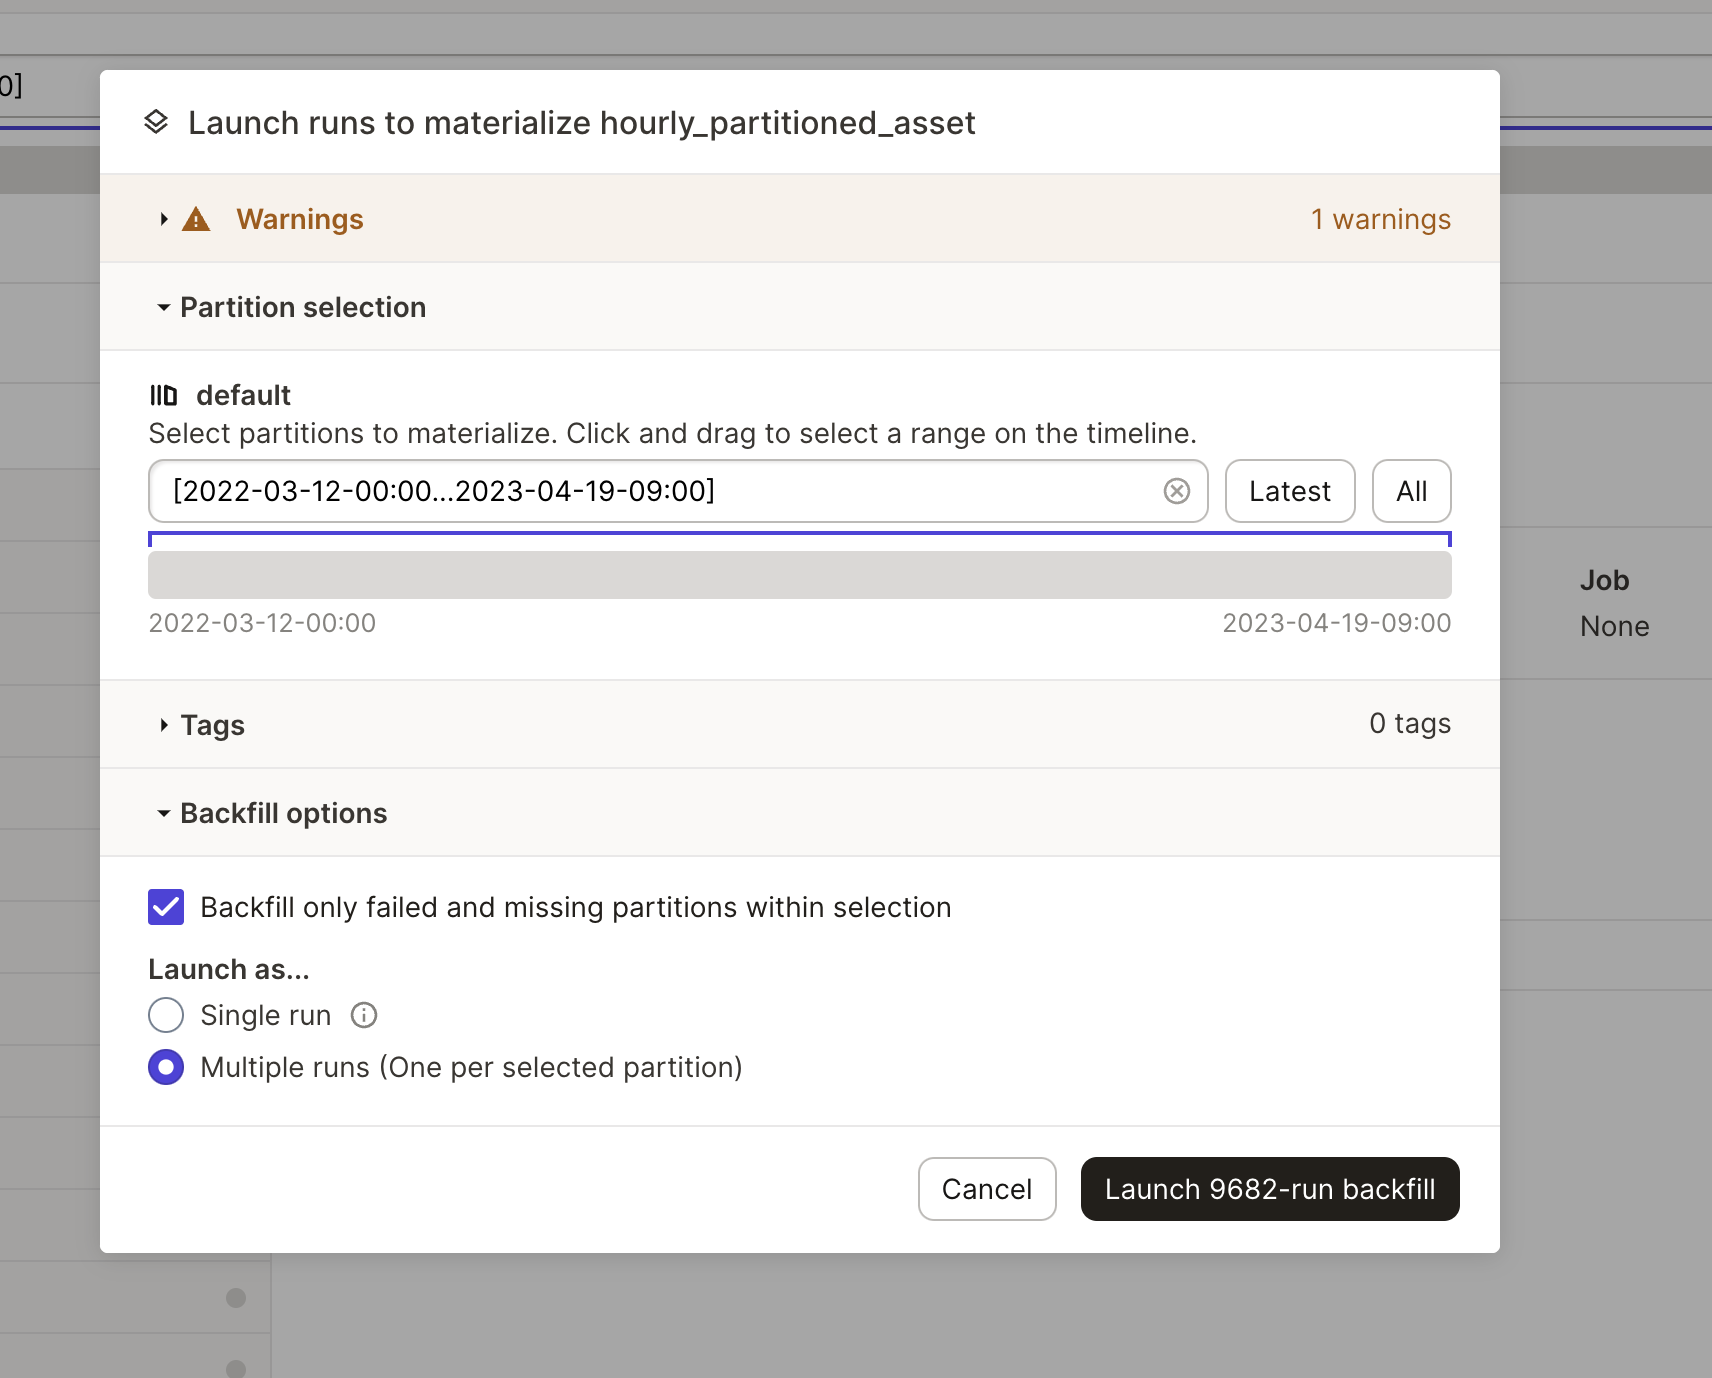 0]
Launch runs to materialize hourly_partitioned_asset
Warnings
1 warnings
Partition selection
default
Select partitions to materialize. Click and drag to select a range on the timeline.
[2022-03-12-00:00...2023-04-19-09:00]
Latest
All
2022-03-12-00:00
2023-04-19-09:00
Job
None
Tags
0 tags
Backfill options
Backfill only failed and missing partitions within selection
Launch as...
Single run
Multiple runs (One per selected partition)
Cancel
Launch 9682-run backfill